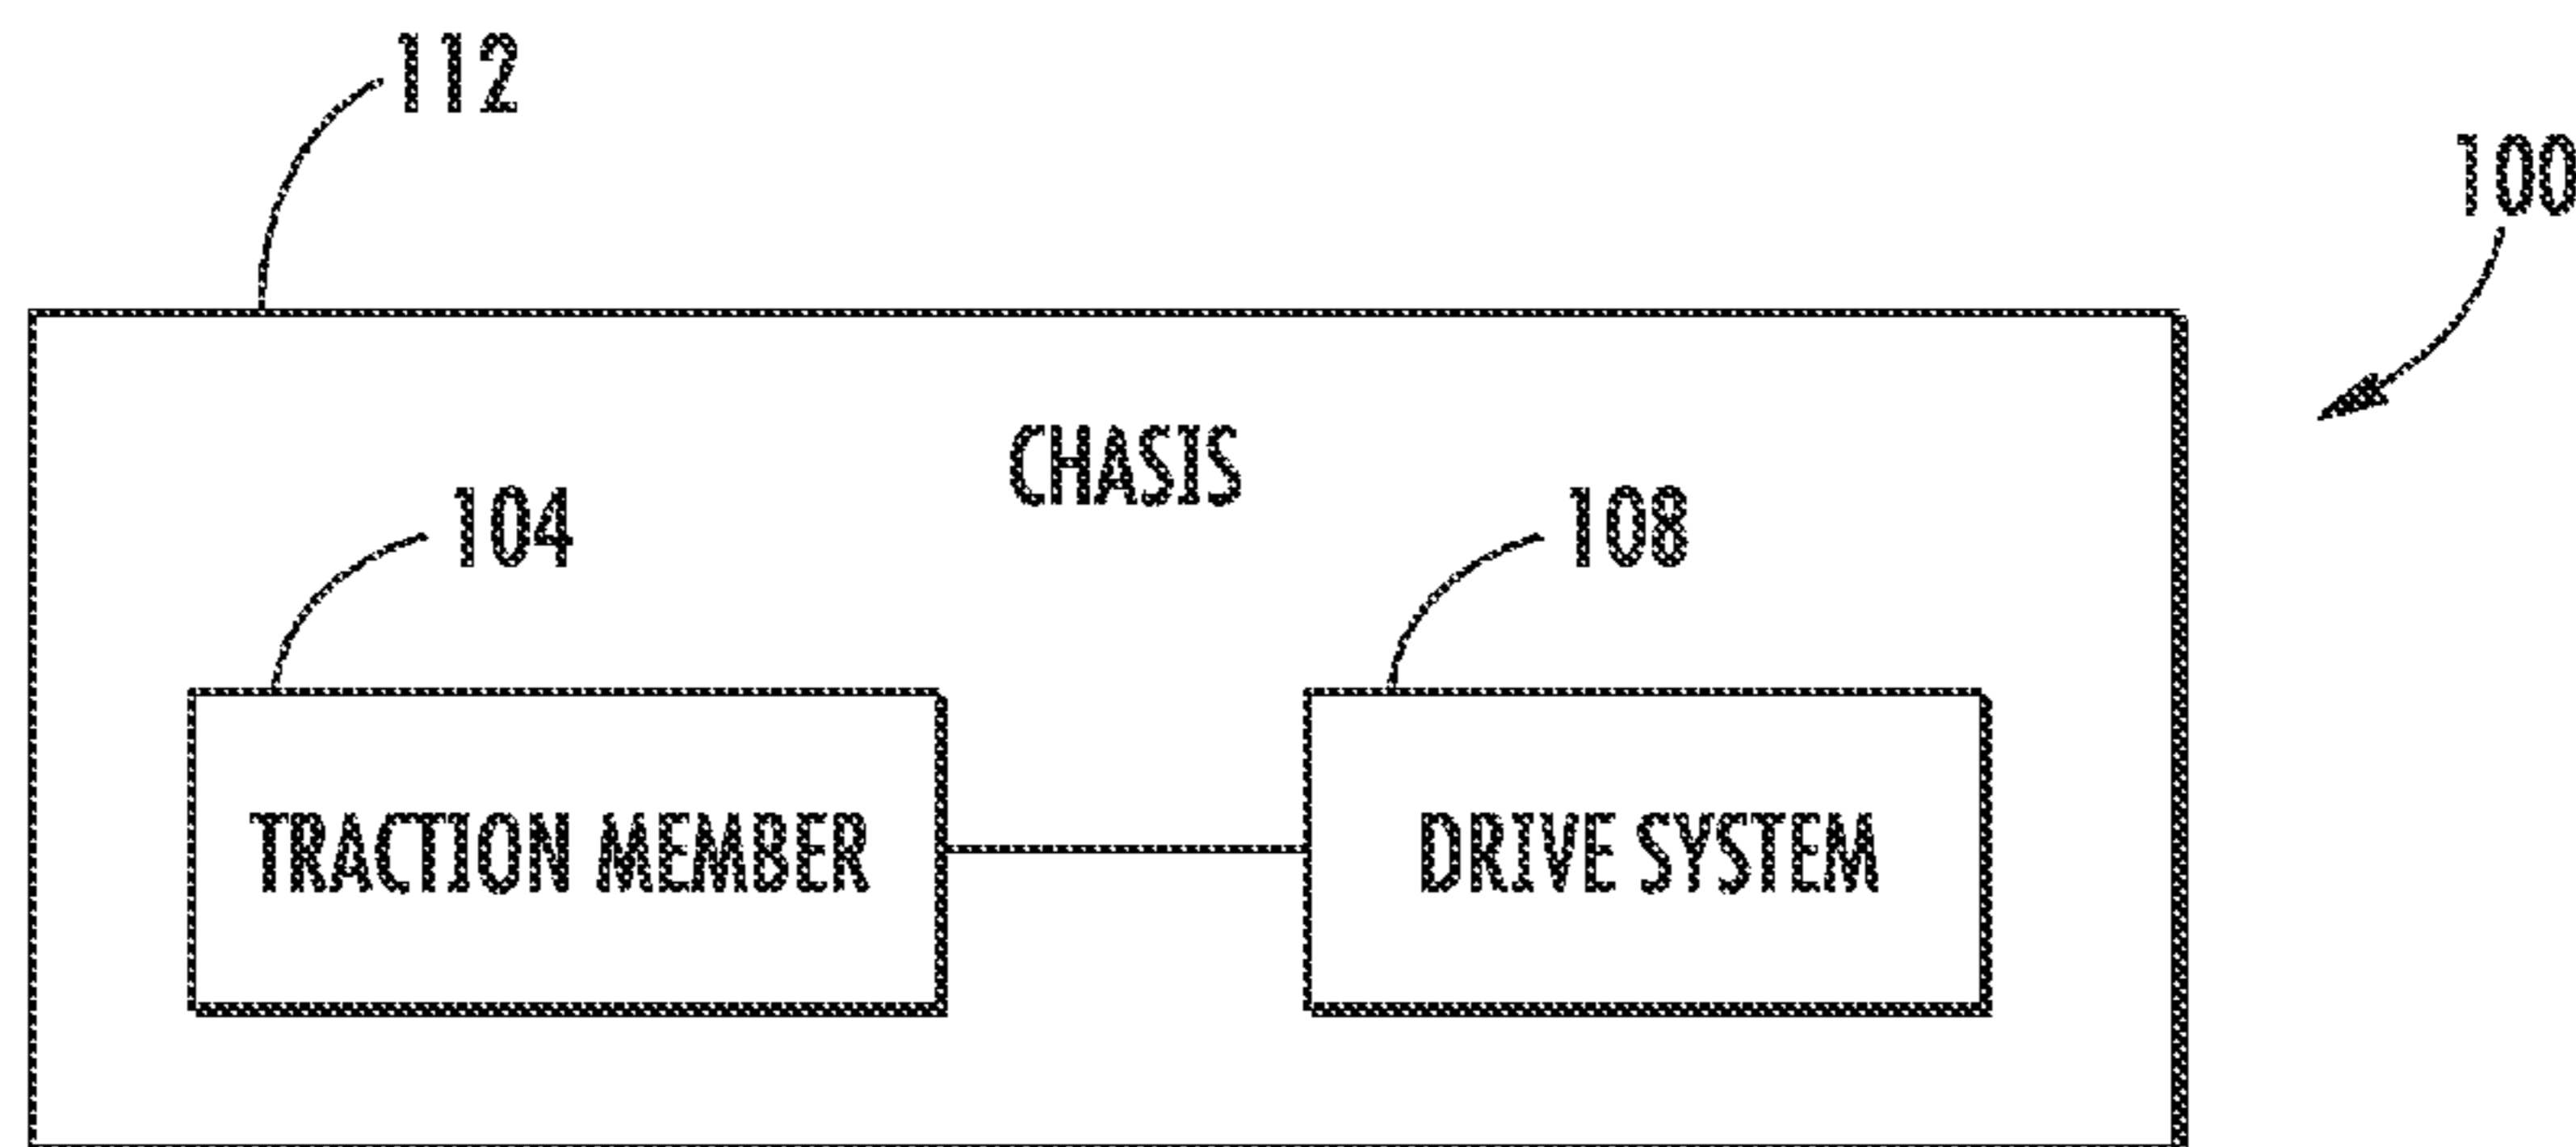 112
100
CHASIS
104
108
TRACTION MEMBER
DRIVE SYSTEM